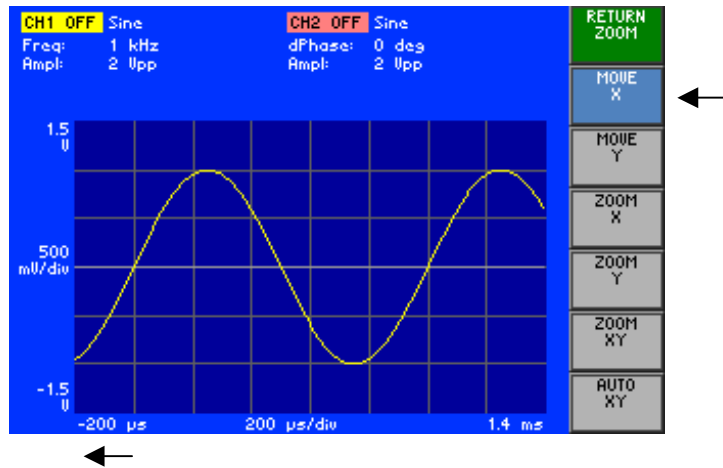 CH1 OFF Sine
Freq: 1 kHz
Ampl: 2 Vpp
CH2 OFF Sine
dPhase: 0 deg
Ampl: 2 Vpp
1.5
V
500
mV/div
-1.5
V
-200 µs 200 µs/div 1.4 ms
RETURN
ZOOM
MOVE
X
MOVE
Y
ZOOM
X
ZOOM
Y
ZOOM
XY
AUTO
XY